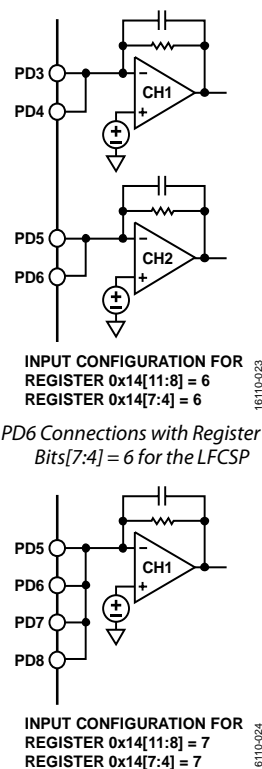 PD3
PD4
CH1
PD5
PD6
CH2
INPUT CONFIGURATION FOR
REGISTER 0x14[11:8] = 6
REGISTER 0x14[7:4] = 6
16110-023
PD6 Connections with Register
Bits[7:4] = 6 for the LFCSP
PD5
PD6
PD7
PD8
CH1
INPUT CONFIGURATION FOR
REGISTER 0x14[11:8] = 7
REGISTER 0x14[7:4] = 7
6110-024